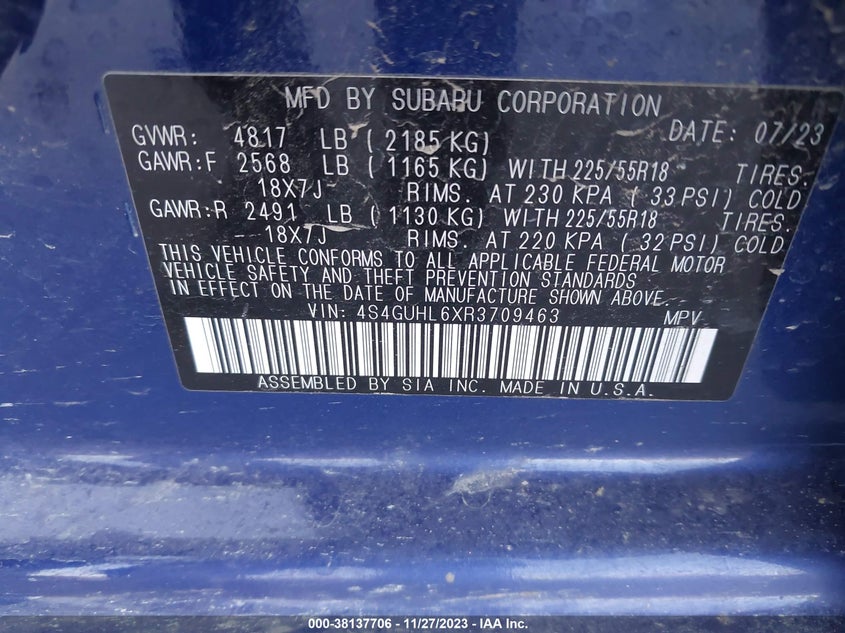 MFD BY SUBARU CORPORATION
GVWR: 4817 LB ( 2185 KG) DATE: 07/23
GAWR:F 2568 LB ( 1165 KG) WITH 225/55R18 TIRES.
18X7J RIMS. AT 230 KPA ( 33 PSI) COLD
GAWR:R 2491 LB ( 1130 KG) WITH 225/55R18 TIRES.
18X7J RIMS. AT 220 KPA ( 32 PSI) COLD
THIS VEHICLE CONFORMS TO ALL APPLICABLE FEDERAL MOTOR
VEHICLE SAFETY AND THEFT PREVENTION STANDARDS
IN EFFECT ON THE DATE OF MANUFACTURE SHOWN ABOVE.
VIN: 4S4GUHL6XR3709463 MPV
ASSEMBLED BY SIA INC. MADE IN U.S.A.
000-38137706 - 11/27/2023 - © IAA Inc.